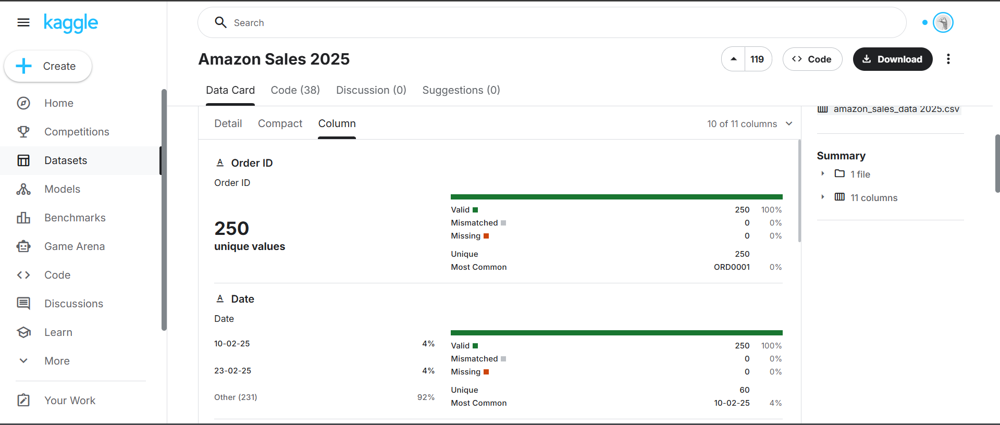 kaggle
Search
Create
Home
Competitions
Datasets
Models
Benchmarks
Game Arena
Code
Discussions
Learn
More
Your Work
Amazon Sales 2025
119
Code
Download
Data Card
Code (38)
Discussion (0)
Suggestions (0)
Detail
Compact
Column
10 of 11 columns
Order ID
Order ID
250
unique values
Valid 250 100%
Mismatched 0 0%
Missing 0 0%
Unique 250
Most Common ORD0001 0%
Date
Date
10-02-25 4%
23-02-25 4%
Other (231) 92%
Valid 250 100%
Mismatched 0 0%
Missing 0 0%
Unique 60
Most Common 10-02-25 4%
amazon_sales_data 2025.csv
Summary
1 file
11 columns